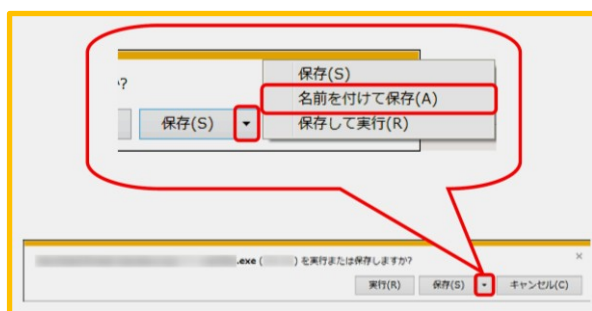 か?
保存(S)
名前を付けて保存(A)
保存(S)
保存して実行(R)
.exe ( ) を実行または保存しますか?
×
実行(R)
保存(S)
キャンセル(C)